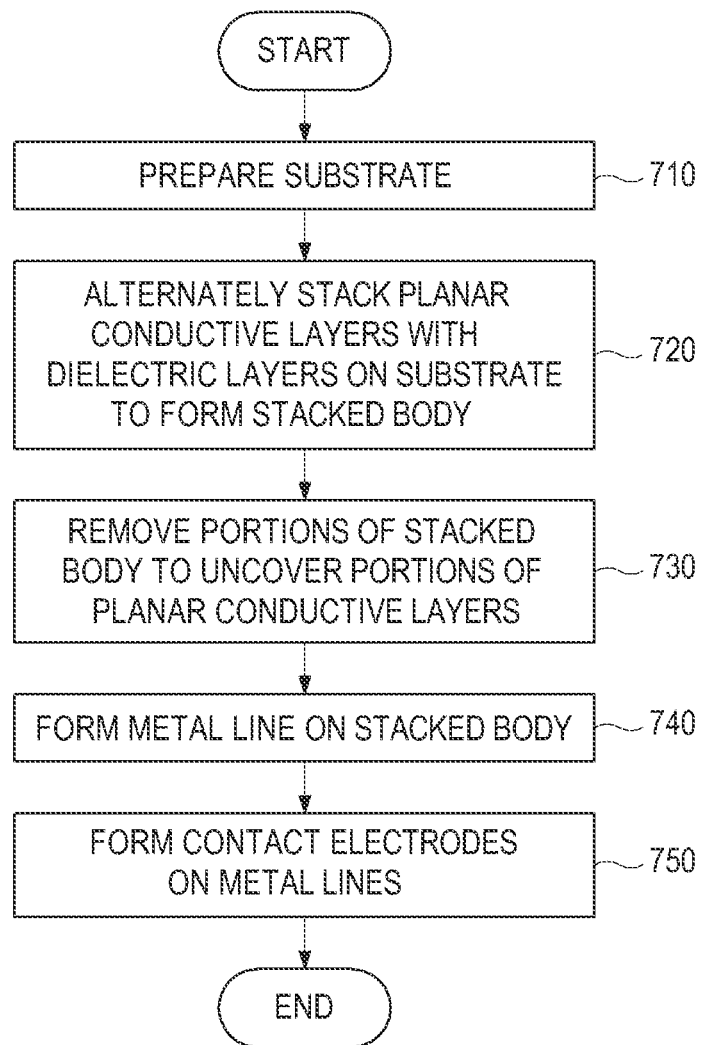 START
PREPARE SUBSTRATE
710
ALTERNATELY STACK PLANAR
CONDUCTIVE LAYERS WITH
DIELECTRIC LAYERS ON SUBSTRATE
TO FORM STACKED BODY
720
REMOVE PORTIONS OF STACKED
BODY TO UNCOVER PORTIONS OF
PLANAR CONDUCTIVE LAYERS
730
FORM METAL LINE ON STACKED BODY
740
FORM CONTACT ELECTRODES
ON METAL LINES
750
END